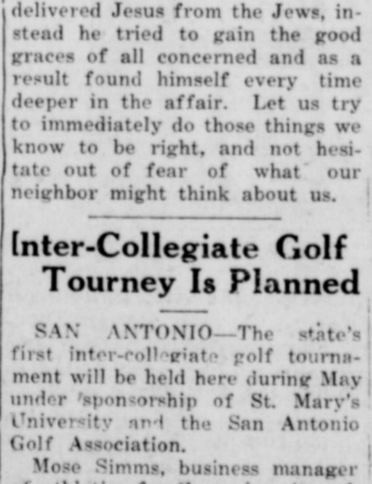 delivered Jesus from the Jews, in-
stead he tried to gain the good
graces of all concerned and as a
result found himself every time
deeper in the affair. Let us try
to immediately do those things we
know to be right, and not hesi-
tate out of fear of what our
neighbor might think about us.
Inter-Collegiate Golf
Tourney Is Planned
SAN ANTONIO—The state's
first inter-collegiate golf tourna-
ment will be held here during May
under sponsorship of St. Mary's
University and the San Antonio
Golf Association.
Mose Simms, business manager